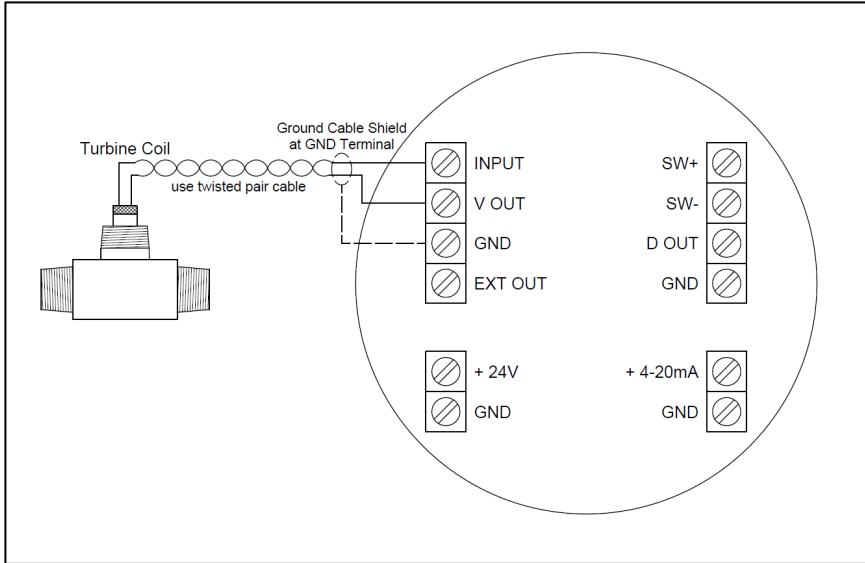 Ground Cable Shield
at GND Terminal
Turbine Coil
use twisted pair cable
INPUT
V OUT
GND
EXT OUT
SW+
SW-
D OUT
GND
+ 24V
GND
+ 4-20mA
GND